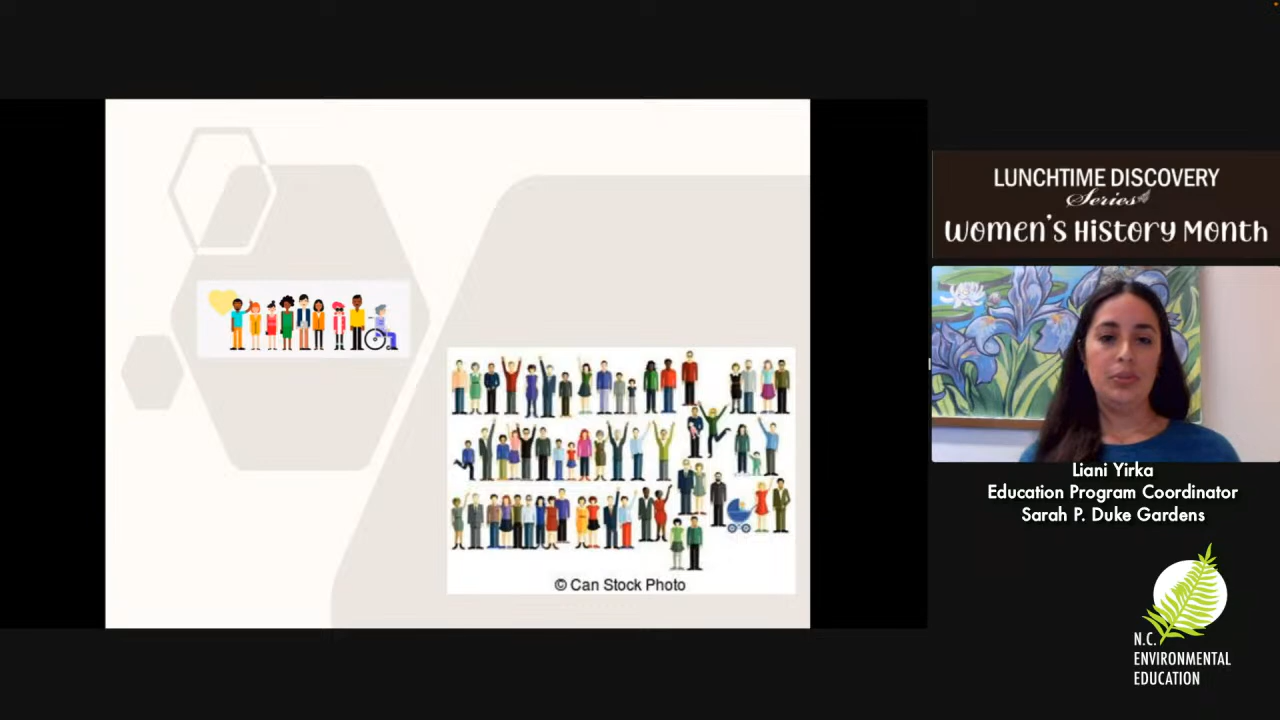 © Can Stock Photo
LUNCHTIME DISCOVERY
Series
Women's History Month
Liani Yirka
Education Program Coordinator
Sarah P. Duke Gardens
N.C.
ENVIRONMENTAL
EDUCATION